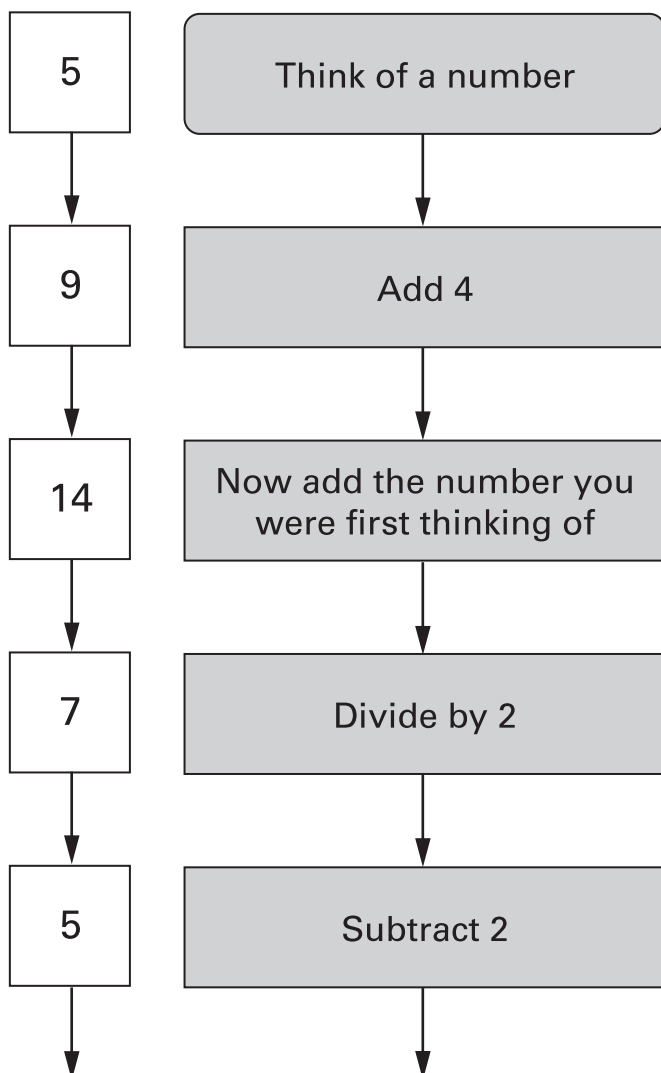 5
Think of a number
9
Add 4
14
Now add the number you
were first thinking of
7
Divide by 2
5
Subtract 2